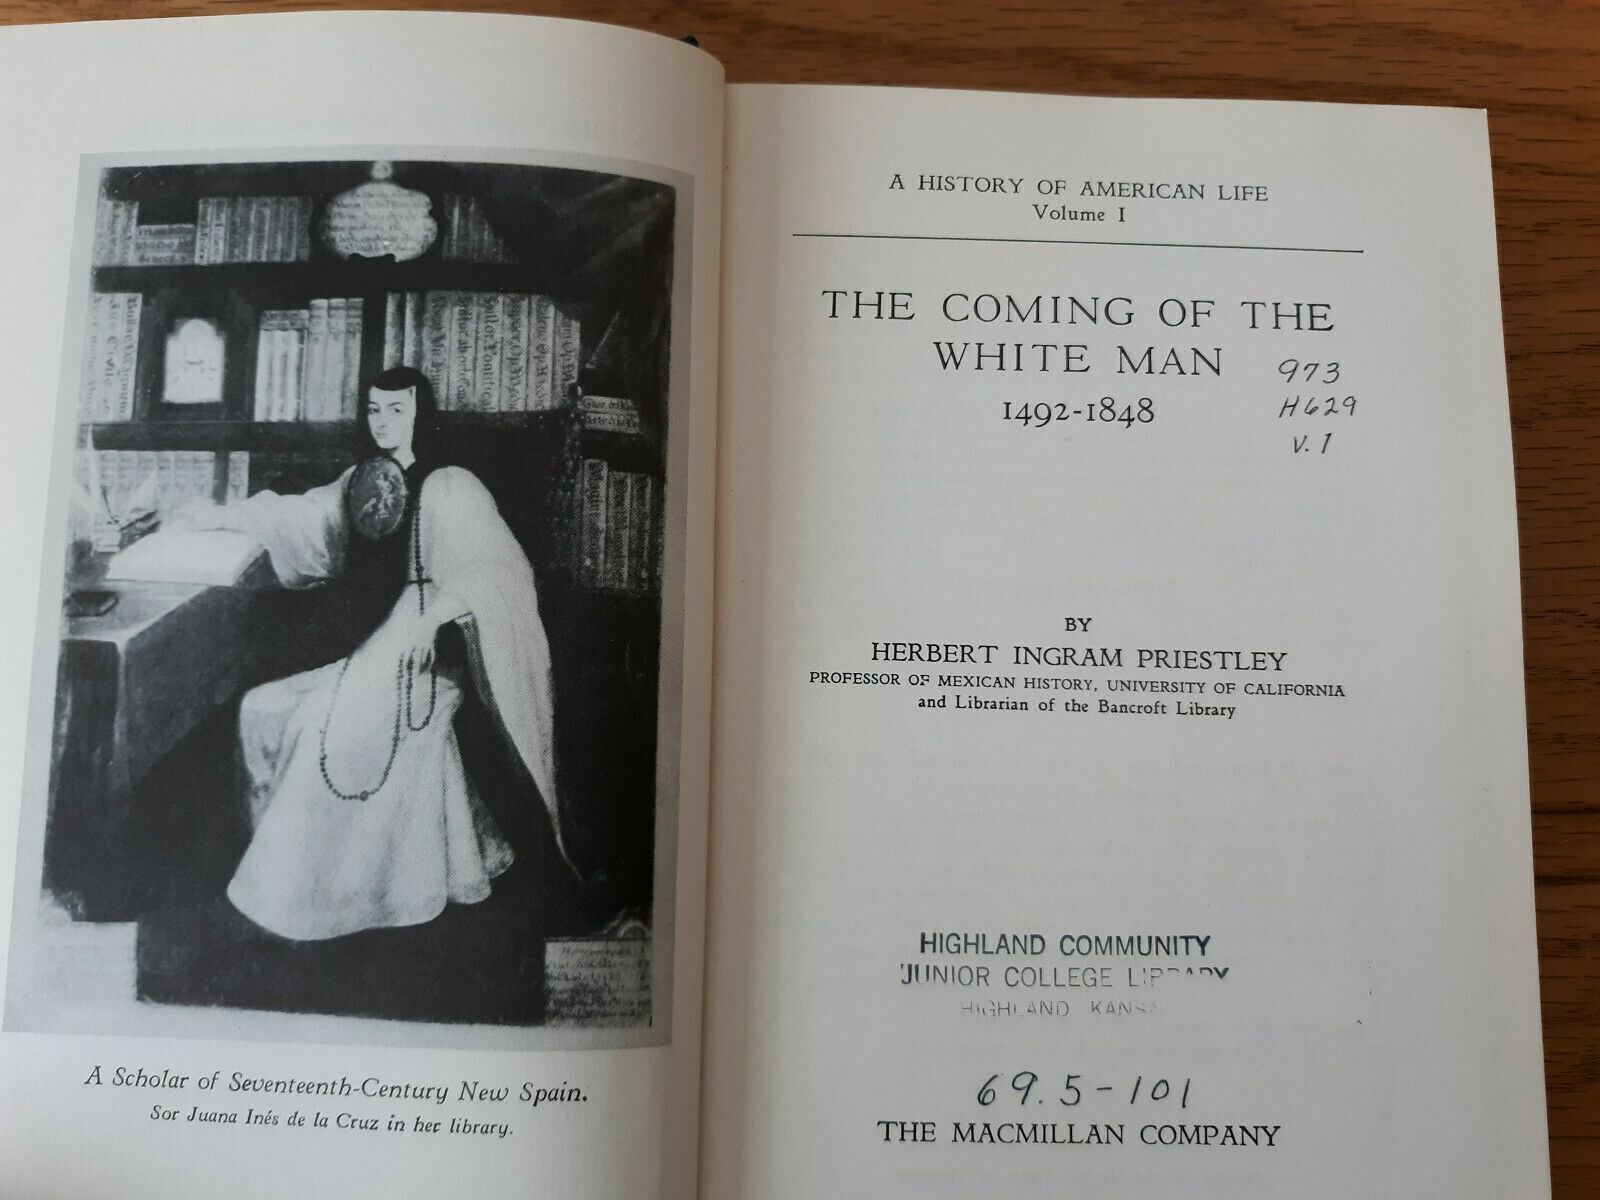 A Scholar of Seventeenth-Century New Spain.
Sor Juana Inés de la Cruz in her library.
A HISTORY OF AMERICAN LIFE
Volume I
THE COMING OF THE
WHITE MAN
1492-1848
973
H629
v. 1
BY
HERBERT INGRAM PRIESTLEY
PROFESSOR OF MEXICAN HISTORY, UNIVERSITY OF CALIFORNIA
and Librarian of the Bancroft Library
HIGHLAND COMMUNITY
JUNIOR COLLEGE LIBRARY
HIGHLAND KANSA
69.5-101
THE MACMILLAN COMPANY